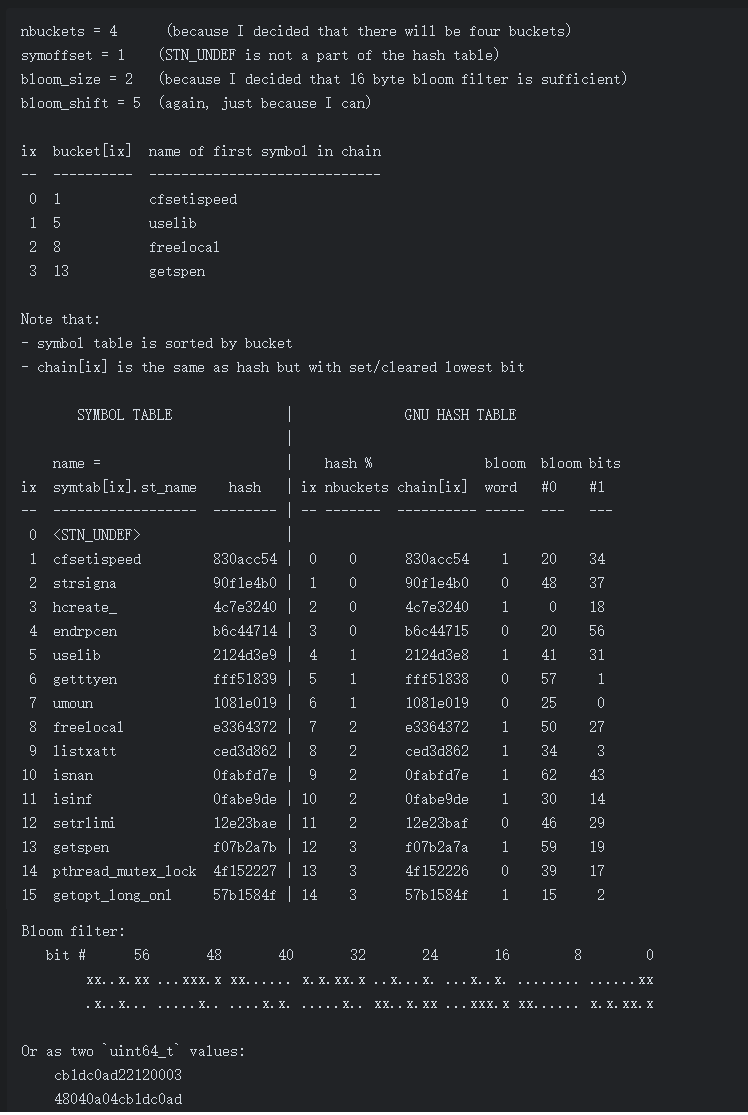 nbuckets = 4      (because I decided that there will be four buckets)
symoffset = 1    (STN_UNDEF is not a part of the hash table)
bloom_size = 2   (because I decided that 16 byte bloom filter is sufficient)
bloom_shift = 5  (again, just because I can)
ix  bucket[ix]  name of first symbol in chain
--  ----------  -----------------------------
 0  1           cfsetispeed
 1  5           uselib
 2  8           freelocal
 3  13          getspen
Note that:
- symbol table is sorted by bucket
- chain[ix] is the same as hash but with set/cleared lowest bit
       SYMBOL TABLE              |              GNU HASH TABLE
                                 |
    name =                       |    hash %              bloom  bloom bits
ix  symtab[ix].st_name    hash   | ix nbuckets chain[ix]  word   #0    #1
--  ------------------  -------- | -- -------  ---------- -----  ---   ---
 0  <STN_UNDEF>                  |
 1  cfsetispeed         830acc54 |  0    0      830acc54    1    20    34
 2  strsigna            90f1e4b0 |  1    0      90f1e4b0    0    48    37
 3  hcreate_            4c7e3240 |  2    0      4c7e3240    1     0    18
 4  endrpcen            b6c44714 |  3    0      b6c44715    0    20    56
 5  uselib              2124d3e9 |  4    1      2124d3e8    1    41    31
 6  getttyen            fff51839 |  5    1      fff51838    0    57     1
 7  umoun               1081e019 |  6    1      1081e019    0    25     0
 8  freelocal           e3364372 |  7    2      e3364372    1    50    27
 9  listxatt            ced3d862 |  8    2      ced3d862    1    34     3
10  isnan               0fabfd7e |  9    2      0fabfd7e    1    62    43
11  isinf               0fabe9de | 10    2      0fabe9de    1    30    14
12  setrlimi            12e23bae | 11    2      12e23baf    0    46    29
13  getspen             f07b2a7b | 12    3      f07b2a7a    1    59    19
14  pthread_mutex_lock  4f152227 | 13    3      4f152226    0    39    17
15  getopt_long_onl     57b1584f | 14    3      57b1584f    1    15     2
Bloom filter:
   bit #      56       48       40       32       24       16        8        0
        xx..x.xx ...xxx.x xx...... x.x.xx.x ..x...x. ...x..x. ........ ......xx
        .x..x... .....x.. ....x.x. .....x.. xx..x.xx ...xxx.x xx...... x.x.xx.x
Or as two `uint64_t` values:
    cb1dc0ad22120003
    48040a04cb1dc0ad